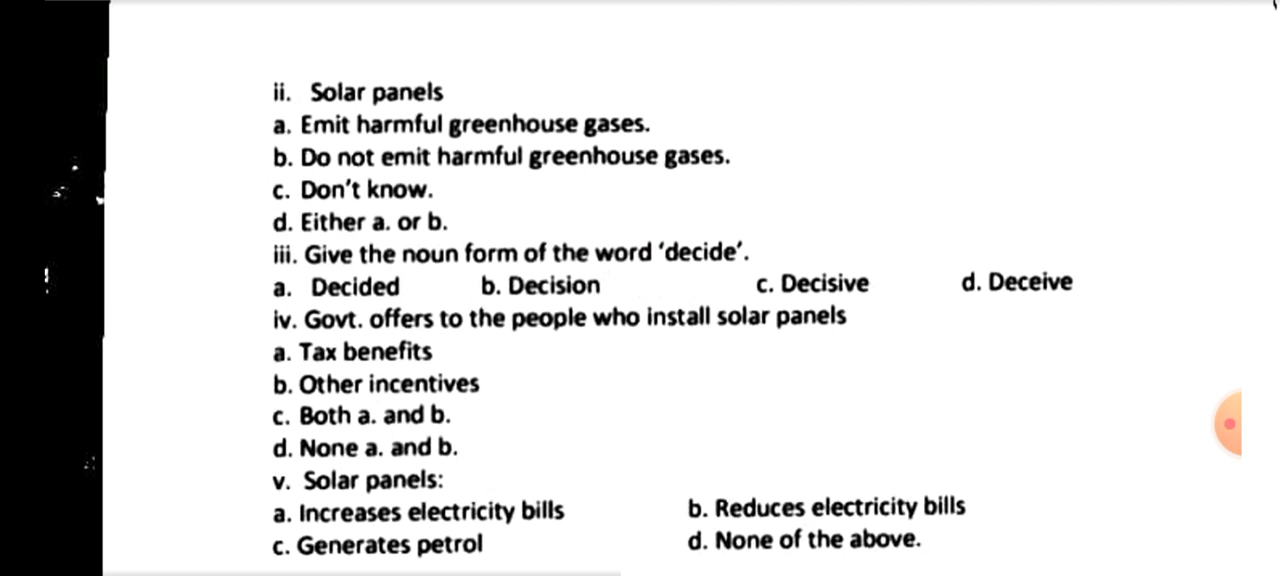 ii. Solar panels
a. Emit harmful greenhouse gases.
b. Do not emit harmful greenhouse gases.
c. Don't know.
d. Either a. or b.
iii. Give the noun form of the word 'decide'.
a. Decided b. Decision c. Decisive d. Deceive
iv. Govt. offers to the people who install solar panels
a. Tax benefits
b. Other incentives
c. Both a. and b.
d. None a. and b.
v. Solar panels:
a. Increases electricity bills b. Reduces electricity bills
c. Generates petrol d. None of the above.